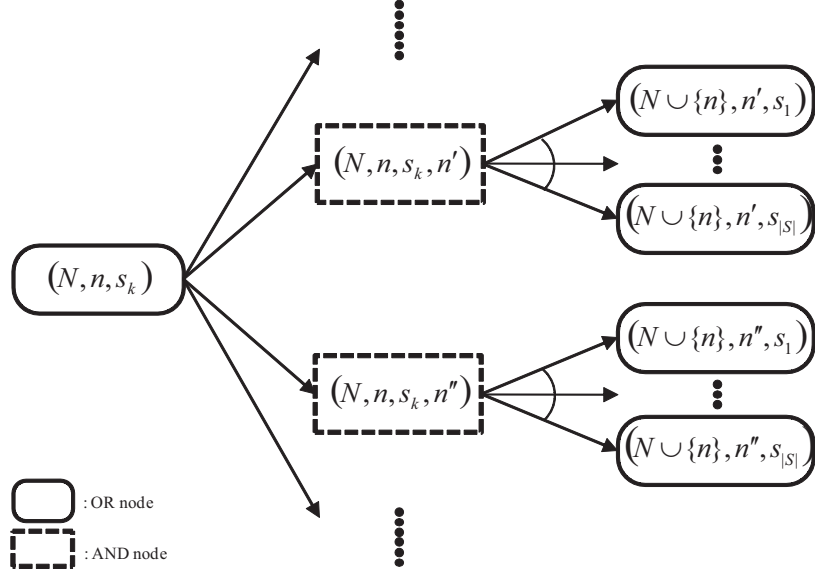 (N, n, s_k)
(N, n, s_k, n′)
(N ∪ {n}, n′, s_1)
(N ∪ {n}, n′, s_{|S|})
(N, n, s_k, n″)
(N ∪ {n}, n″, s_1)
(N ∪ {n}, n″, s_{|S|})
: OR node
: AND node